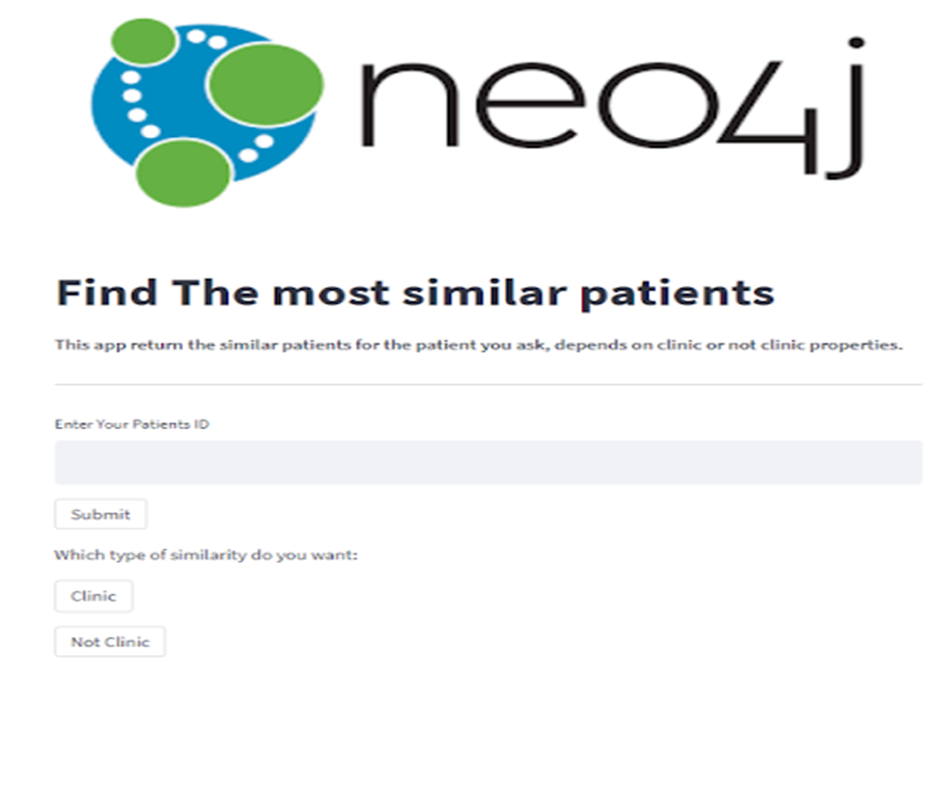 neo4j
Find The most similar patients
This app return the similar patients for the patient you ask, depends on clinic or not clinic properties.
Enter Your Patients ID
Submit
Which type of similarity do you want:
Clinic
Not Clinic